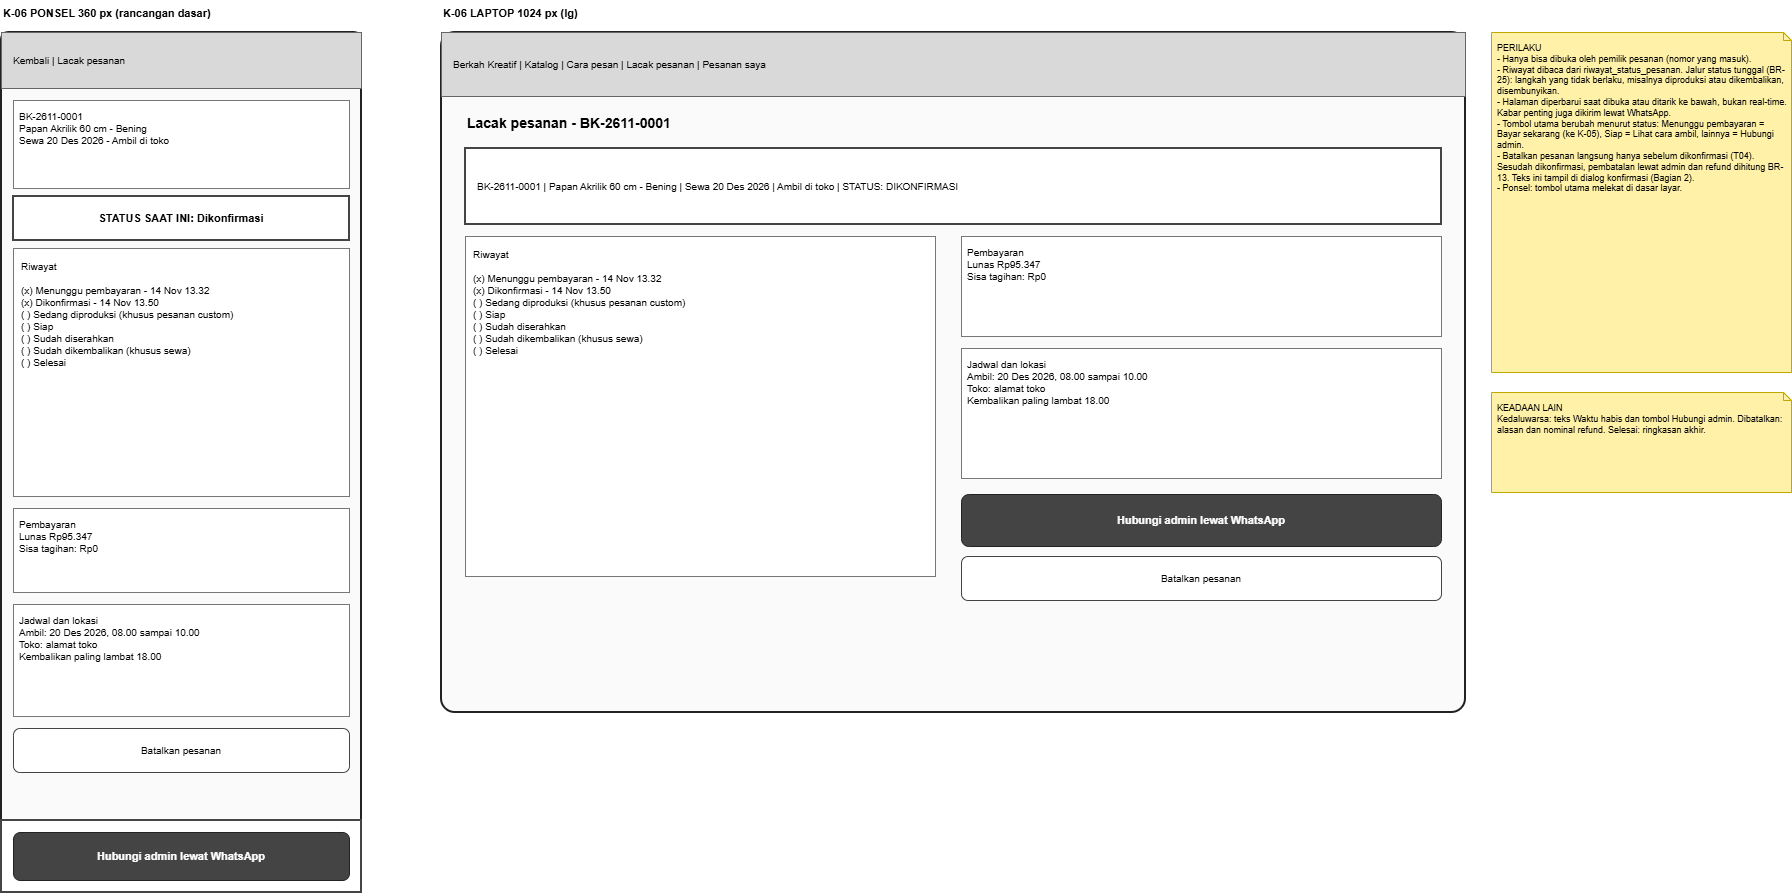 K-06 PONSEL 360 px (rancangan dasar)
Kembali | Lacak pesanan
BK-2611-0001
Papan Akrilik 60 cm - Bening
Sewa 20 Des 2026 - Ambil di toko
STATUS SAAT INI: Dikonfirmasi
Riwayat
(x) Menunggu pembayaran - 14 Nov 13.32
(x) Dikonfirmasi - 14 Nov 13.50
( ) Sedang diproduksi (khusus pesanan custom)
( ) Siap
( ) Sudah diserahkan
( ) Sudah dikembalikan (khusus sewa)
( ) Selesai
Pembayaran
Lunas Rp95.347
Sisa tagihan: Rp0
Jadwal dan lokasi
Ambil: 20 Des 2026, 08.00 sampai 10.00
Toko: alamat toko
Kembalikan paling lambat 18.00
Batalkan pesanan
Hubungi admin lewat WhatsApp
K-06 LAPTOP 1024 px (lg)
Berkah Kreatif | Katalog | Cara pesan | Lacak pesanan | Pesanan saya
Lacak pesanan - BK-2611-0001
BK-2611-0001 | Papan Akrilik 60 cm - Bening | Sewa 20 Des 2026 | Ambil di toko | STATUS: DIKONFIRMASI
Riwayat
(x) Menunggu pembayaran - 14 Nov 13.32
(x) Dikonfirmasi - 14 Nov 13.50
( ) Sedang diproduksi (khusus pesanan custom)
( ) Siap
( ) Sudah diserahkan
( ) Sudah dikembalikan (khusus sewa)
( ) Selesai
Pembayaran
Lunas Rp95.347
Sisa tagihan: Rp0
Jadwal dan lokasi
Ambil: 20 Des 2026, 08.00 sampai 10.00
Toko: alamat toko
Kembalikan paling lambat 18.00
Hubungi admin lewat WhatsApp
Batalkan pesanan
PERILAKU
- Hanya bisa dibuka oleh pemilik pesanan (nomor yang masuk).
- Riwayat dibaca dari riwayat_status_pesanan. Jalur status tunggal (BR-
25): langkah yang tidak berlaku, misalnya diproduksi atau dikembalikan,
disembunyikan.
- Halaman diperbarui saat dibuka atau ditarik ke bawah, bukan real-time.
Kabar penting juga dikirim lewat WhatsApp.
- Tombol utama berubah menurut status: Menunggu pembayaran =
Bayar sekarang (ke K-05), Siap = Lihat cara ambil, lainnya = Hubungi
admin.
- Batalkan pesanan langsung hanya sebelum dikonfirmasi (T04).
Sesudah dikonfirmasi, pembatalan lewat admin dan refund dihitung BR-
13. Teks ini tampil di dialog konfirmasi (Bagian 2).
- Ponsel: tombol utama melekat di dasar layar.
KEADAAN LAIN
Kedaluwarsa: teks Waktu habis dan tombol Hubungi admin. Dibatalkan:
alasan dan nominal refund. Selesai: ringkasan akhir.